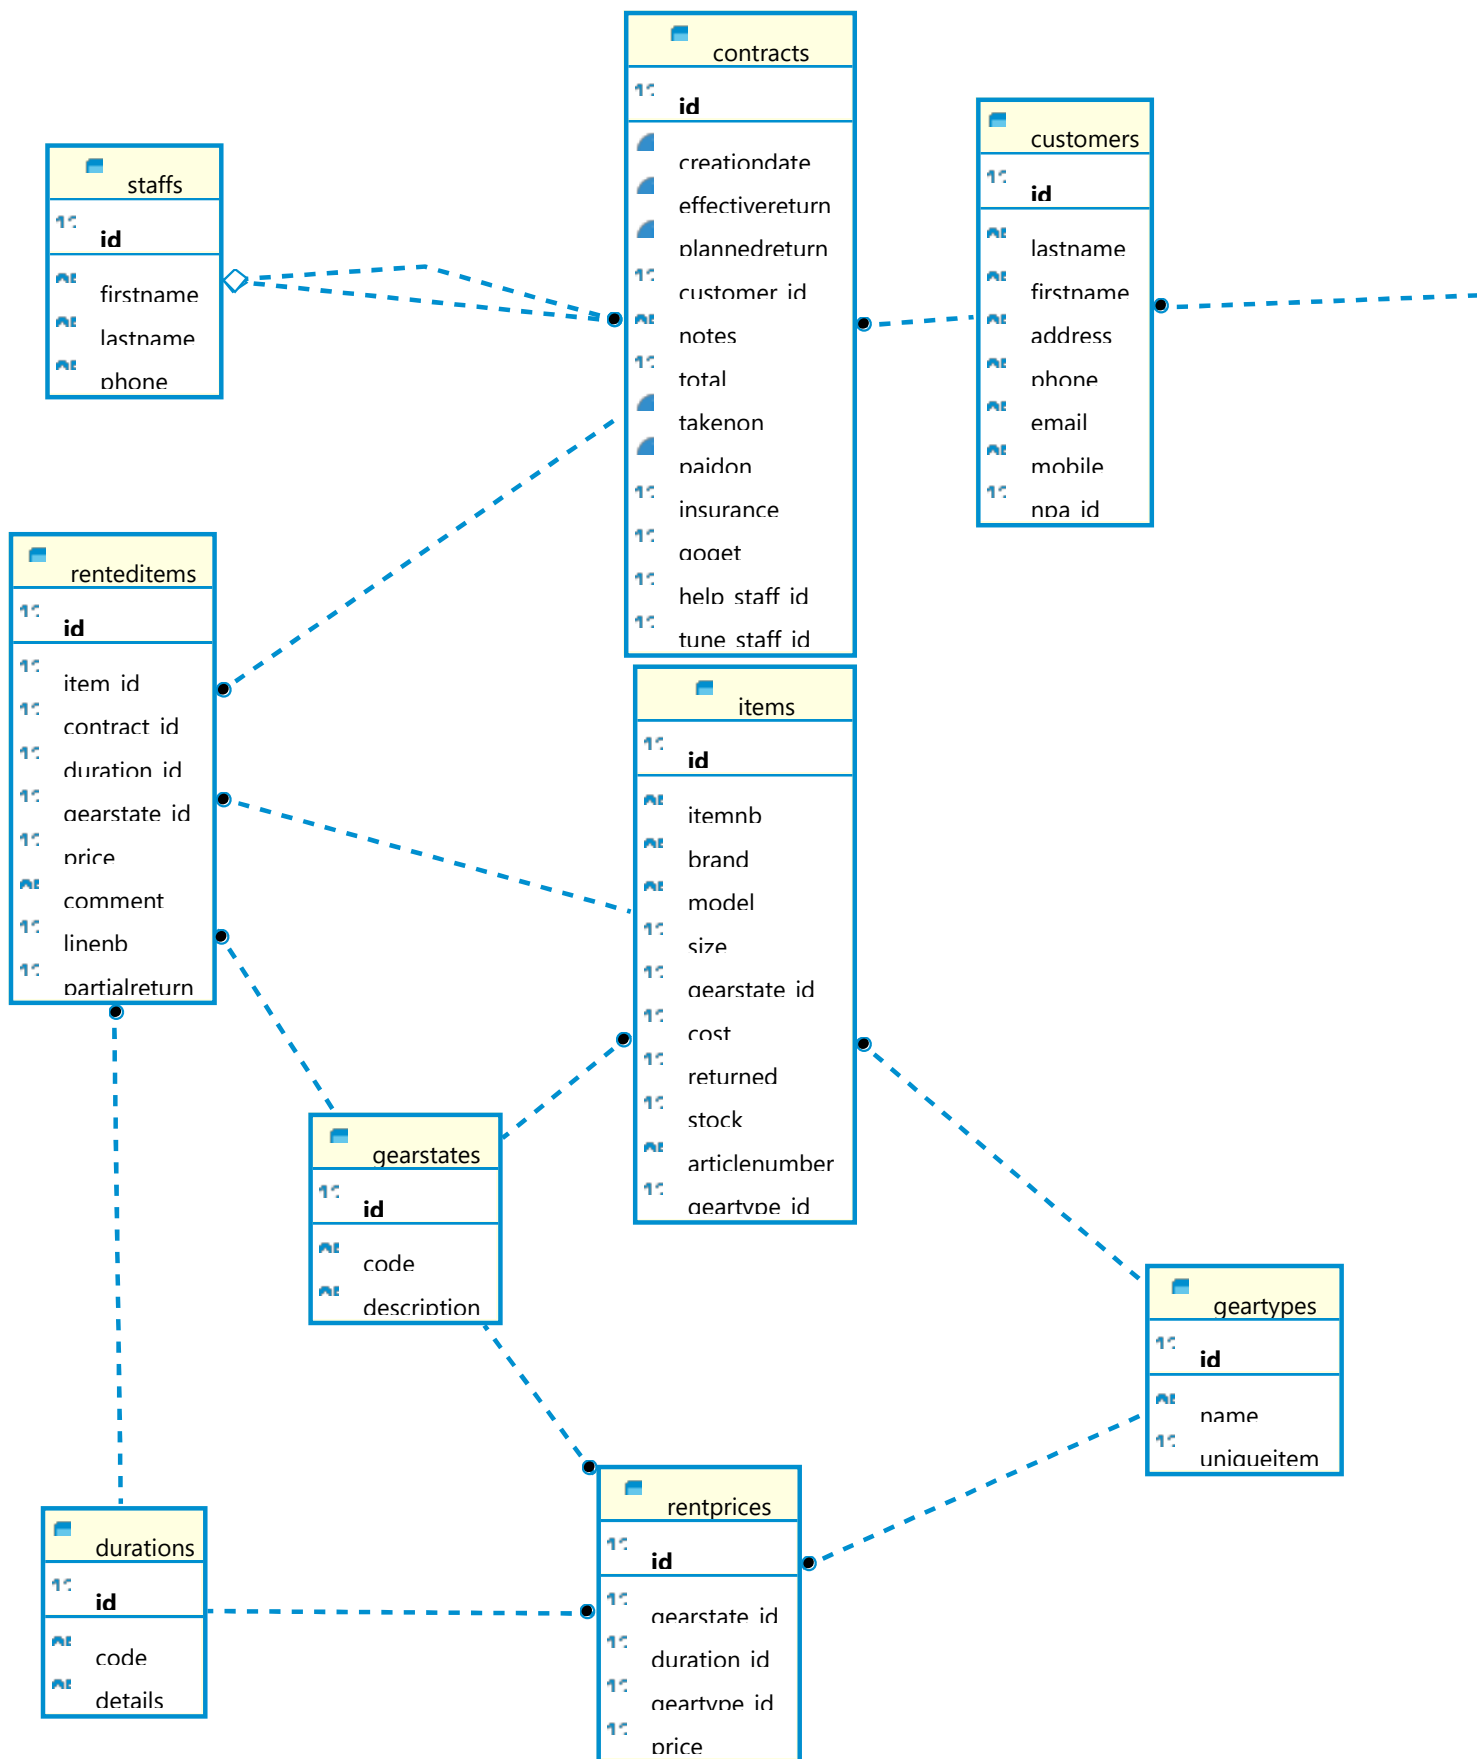 contracts
id
creationdate
effectivereturn
plannedreturn
customer_id
notes
total
takenon
paidon
insurance
goget
help_staff_id
tune_staff_id
customers
id
lastname
firstname
address
phone
email
mobile
npa_id
staffs
id
firstname
lastname
phone
renteditems
id
item_id
contract_id
duration_id
gearstate_id
price
comment
linenb
partialreturn
items
id
itemnb
brand
model
size
gearstate_id
cost
returned
stock
articlenumber
geartype_id
gearstates
id
code
description
geartypes
id
name
uniqueitem
durations
id
code
details
rentprices
id
gearstate_id
duration_id
geartype_id
price